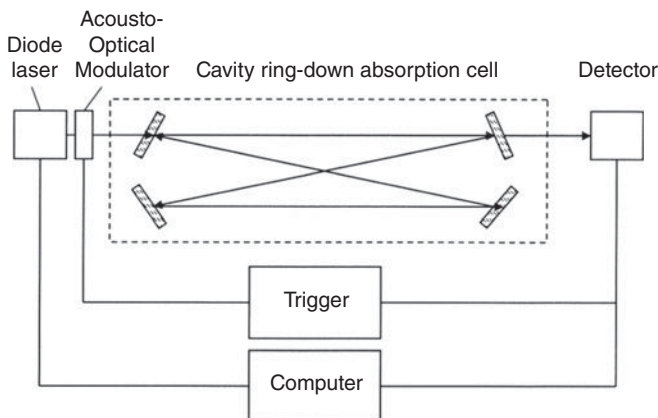 Acousto-
Optical
Modulator
Diode
laser
Cavity ring-down absorption cell
Detector
Trigger
Computer